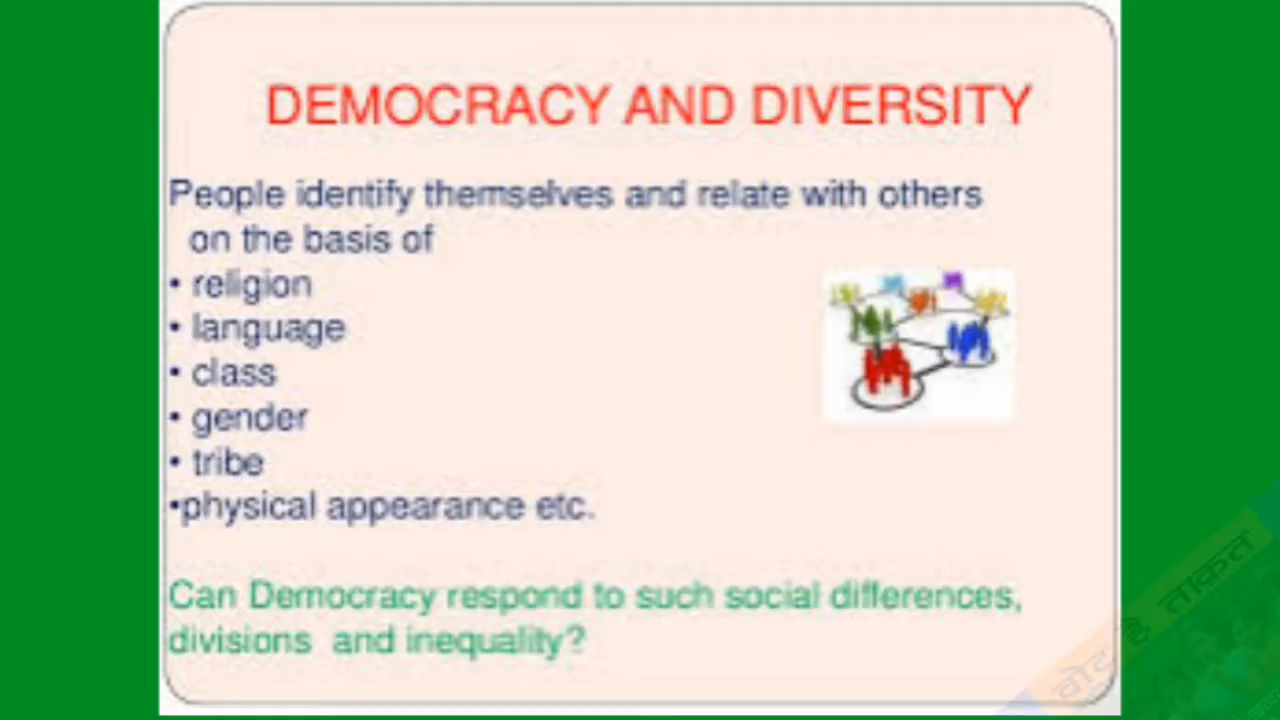 DEMOCRACY AND DIVERSITY
People identify themselves and relate with others
on the basis of
• religion
• language
• class
• gender
• tribe
•physical appearance etc.
Can Democracy respond to such social differences,
divisions and inequality?
वोट है ताकत